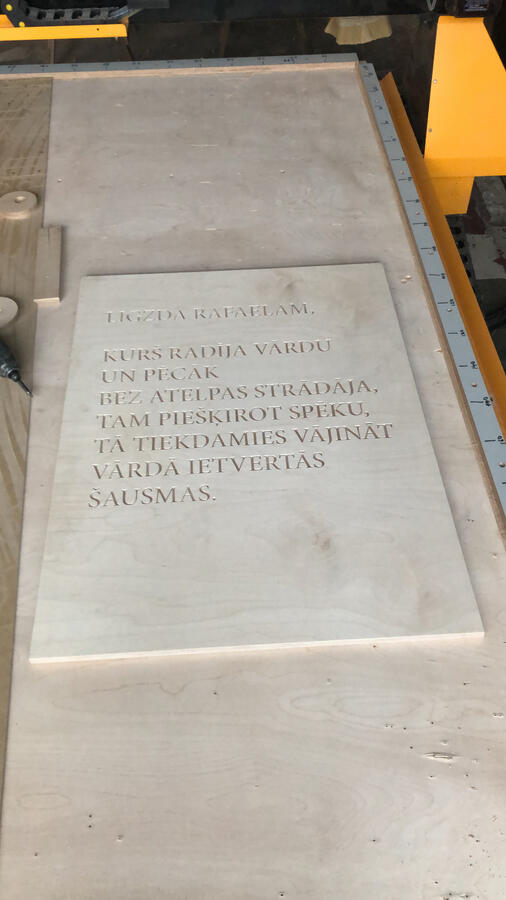 LIGZDA RAFAELAM,
KURŠ RADĪJA VĀRDU
UN PĒCĀK
BEZ ATELPAS STRĀDĀJA,
TAM PIEŠĶIROT SPĒKU,
TĀ TIEKDAMIES VĀJINĀT
VĀRDĀ IETVERTĀS
ŠAUSMAS.